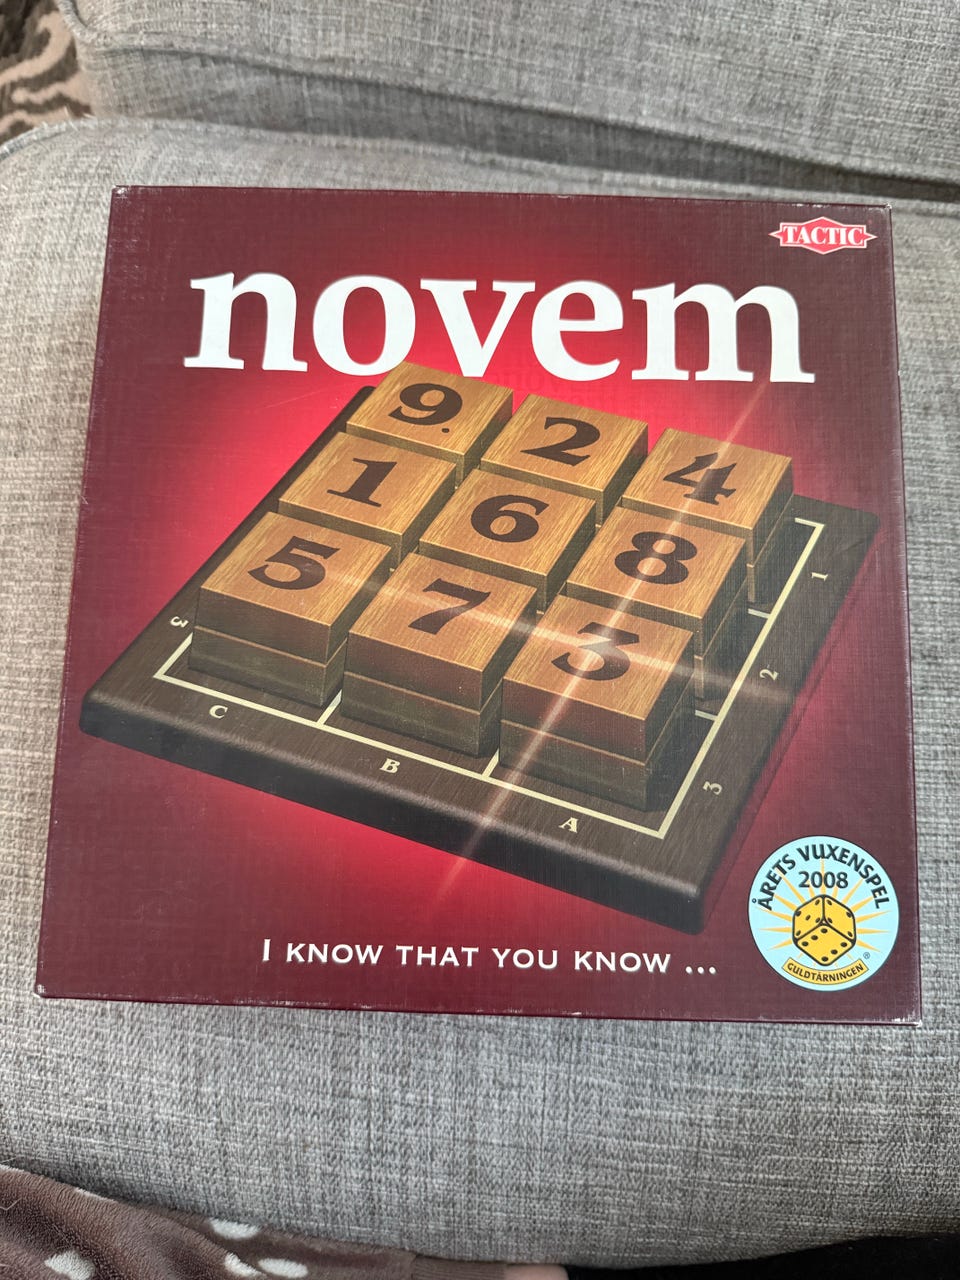 TACTIC
novem
9.
2
4
1
6
8
5
7
3
1
2
3
3
C
B
A
ÅRETS VUXENSPEL
2008
GULDTÄRNINGEN®
I KNOW THAT YOU KNOW ...